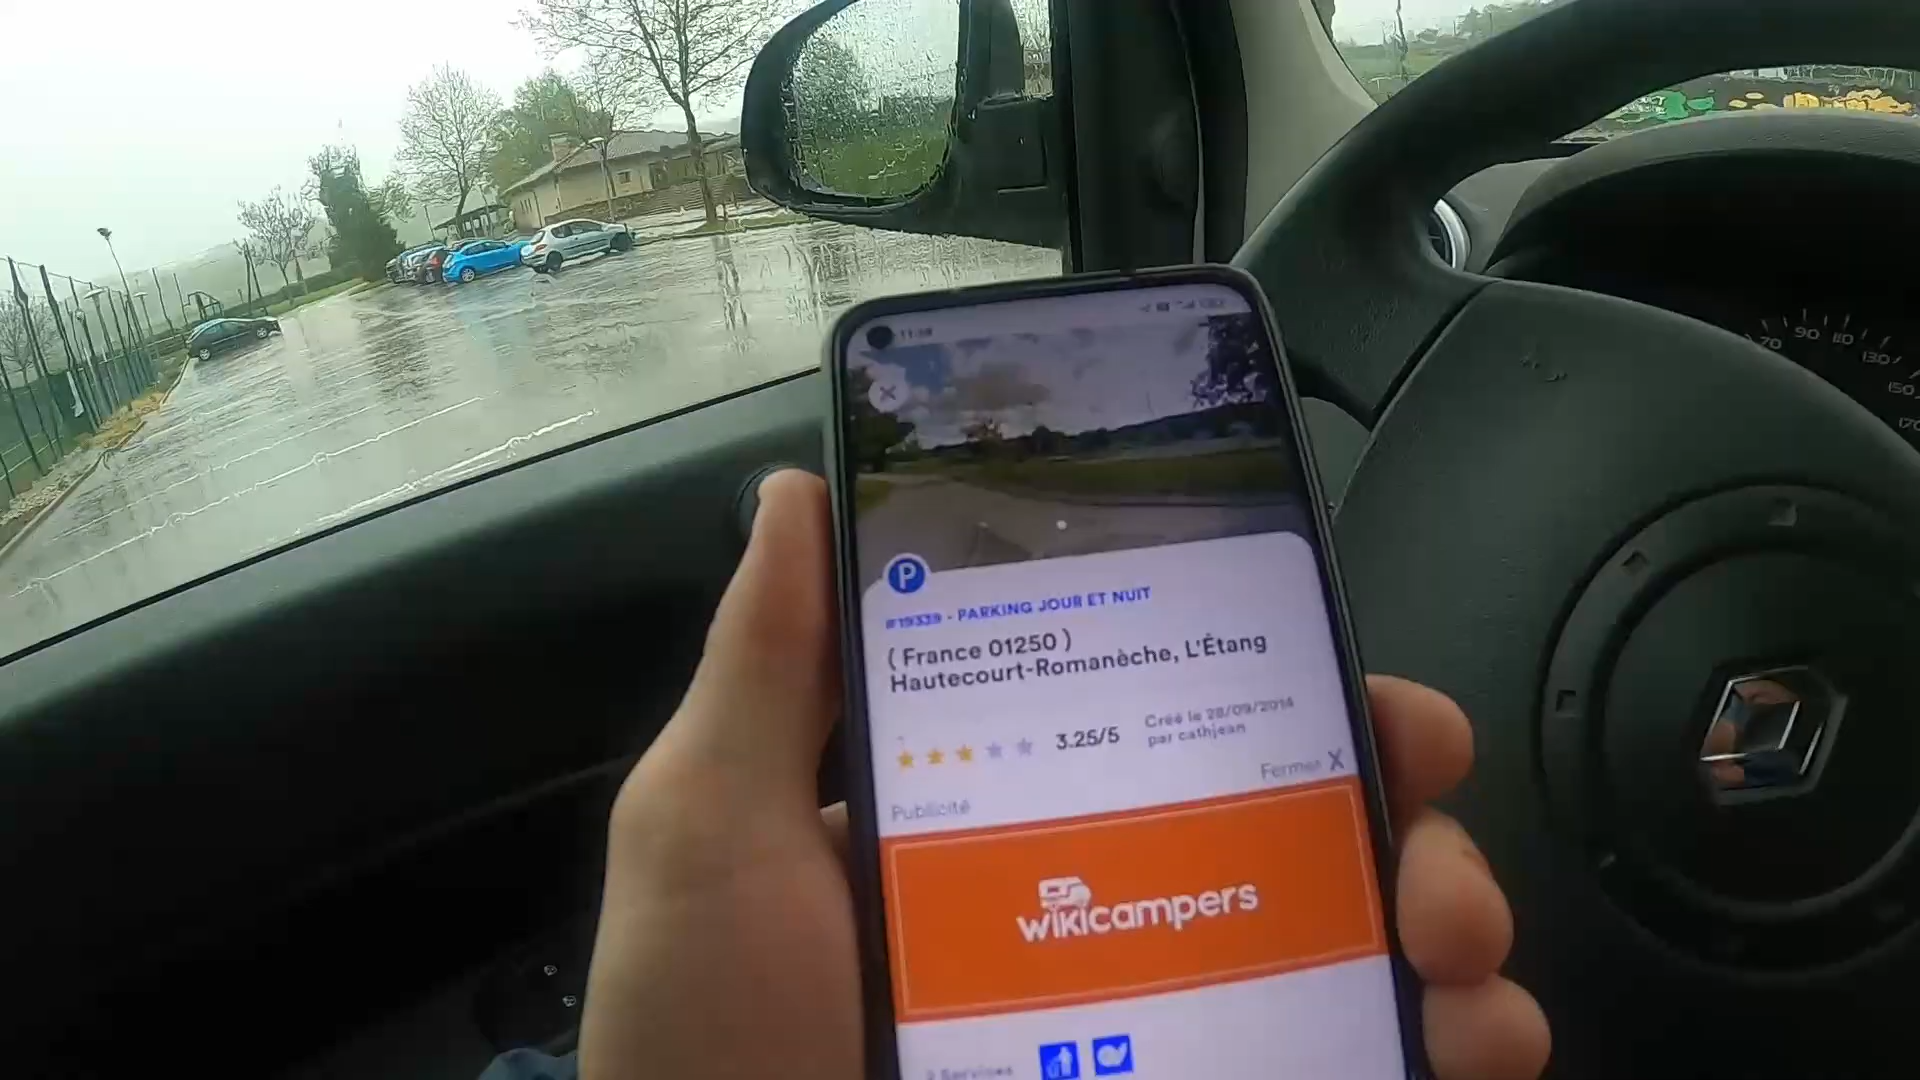 70
90
110
130
150
170
P
#19339 - PARKING JOUR ET NUIT
( France 01250 )
Hautecourt-Romanèche, L'Étang
3.25/5
Créé le 28/09/2014
par cathjean
Fermer X
Publicité
wikicampers
Services